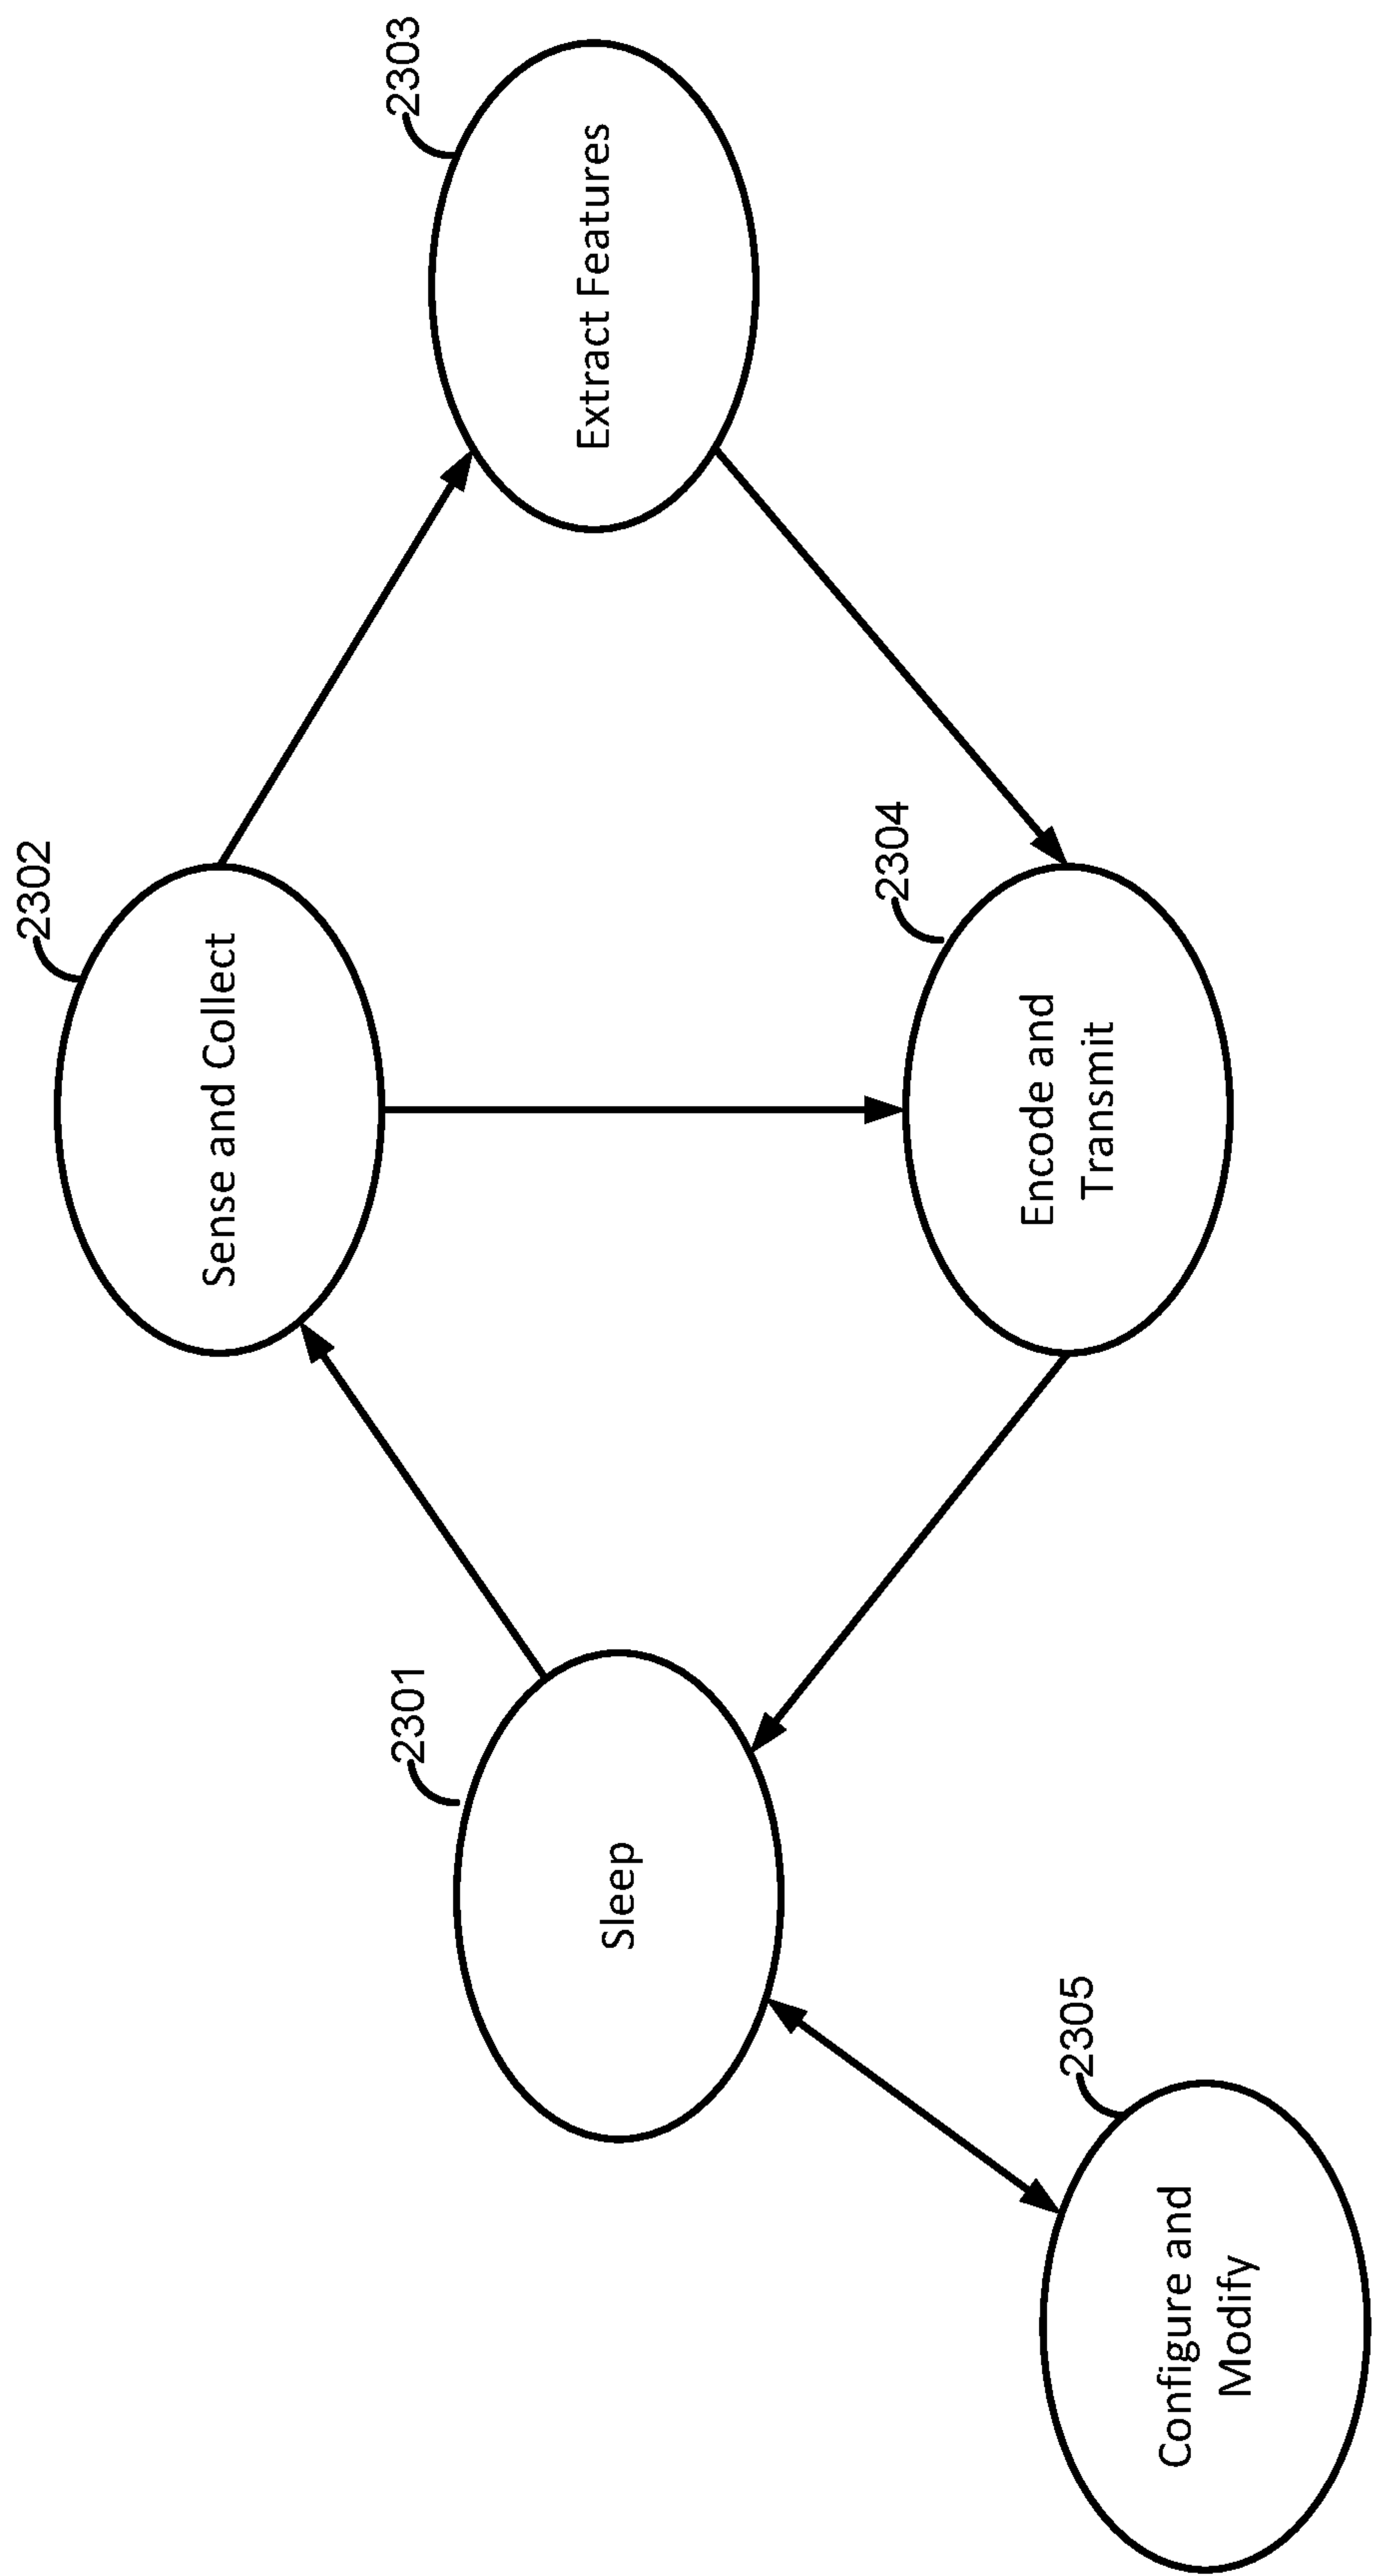 2302
Sense and Collect
2303
Extract Features
2301
Sleep
2304
Encode and
Transmit
2305
Configure and
Modify